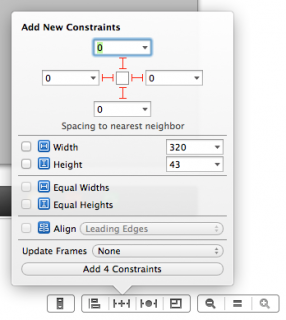 Add New Constraints
0
0 0
0
Spacing to nearest neighbor
Width 320
Height 43
Equal Widths
Equal Heights
Align Leading Edges
Update Frames None
Add 4 Constraints